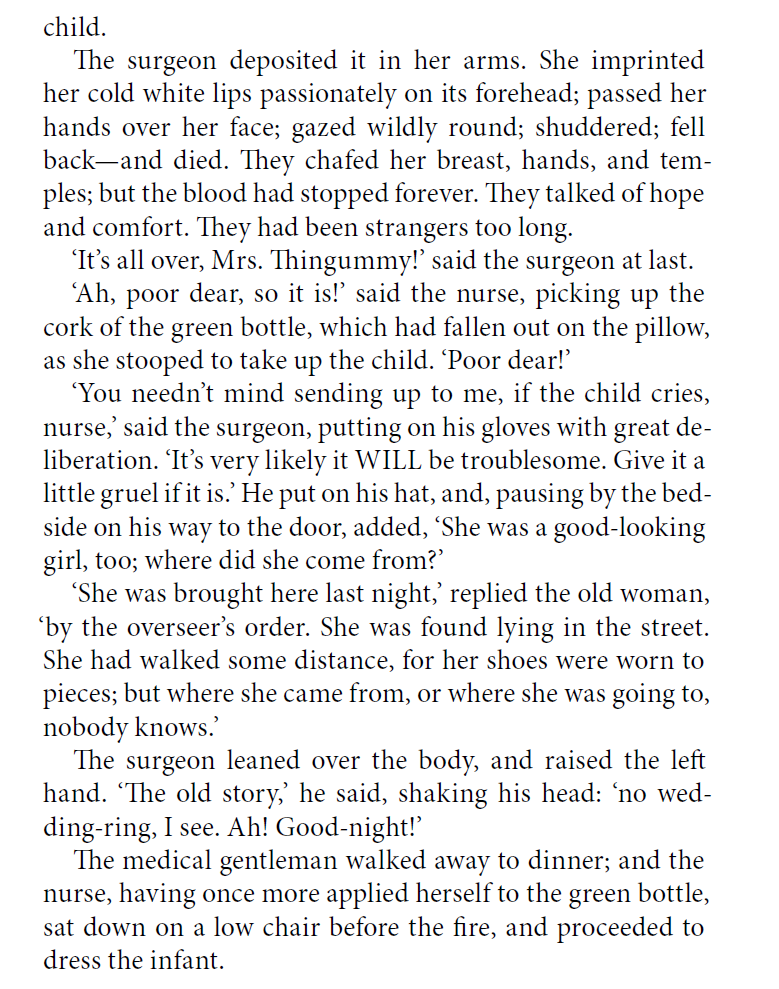 child.
The surgeon deposited it in her arms. She imprinted
her cold white lips passionately on its forehead; passed her
hands over her face; gazed wildly round; shuddered; fell
back—and died. They chafed her breast, hands, and tem-
ples; but the blood had stopped forever. They talked of hope
and comfort. They had been strangers too long.
‘It’s all over, Mrs. Thingummy!’ said the surgeon at last.
‘Ah, poor dear, so it is!’ said the nurse, picking up the
cork of the green bottle, which had fallen out on the pillow,
as she stooped to take up the child. ‘Poor dear!’
‘You needn’t mind sending up to me, if the child cries,
nurse,’ said the surgeon, putting on his gloves with great de-
liberation. ‘It’s very likely it WILL be troublesome. Give it a
little gruel if it is.’ He put on his hat, and, pausing by the bed-
side on his way to the door, added, ‘She was a good-looking
girl, too; where did she come from?’
‘She was brought here last night,’ replied the old woman,
‘by the overseer’s order. She was found lying in the street.
She had walked some distance, for her shoes were worn to
pieces; but where she came from, or where she was going to,
nobody knows.’
The surgeon leaned over the body, and raised the left
hand. ‘The old story,’ he said, shaking his head: ‘no wed-
ding-ring, I see. Ah! Good-night!’
The medical gentleman walked away to dinner; and the
nurse, having once more applied herself to the green bottle,
sat down on a low chair before the fire, and proceeded to
dress the infant.